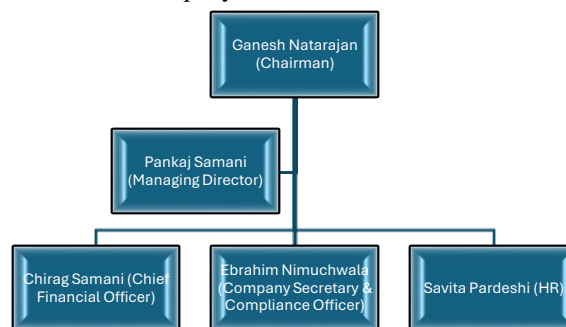 Ganesh Natarajan
(Chairman)
Pankaj Samani
(Managing Director)
Chirag Samani (Chief
Financial Officer)
Ebrahim Nimuchwala
(Company Secretary &
Compliance Officer)
Savita Pardeshi (HR)